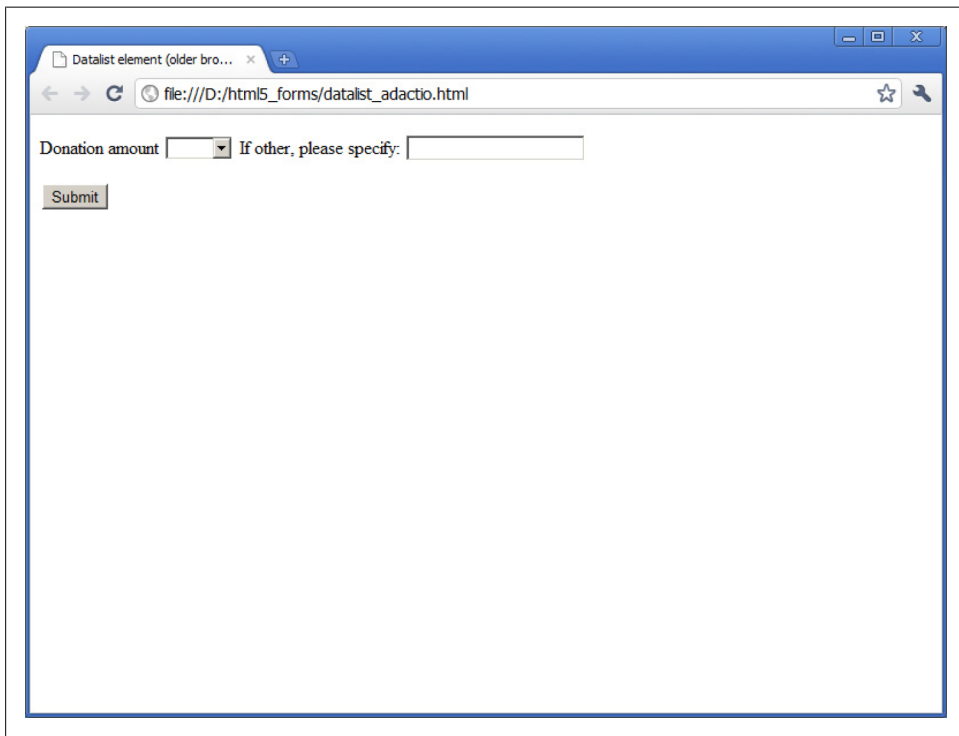 Datalist element (older bro...
file:///D:/html5_forms/datalist_adactio.html
Donation amount If other, please specify:
Submit